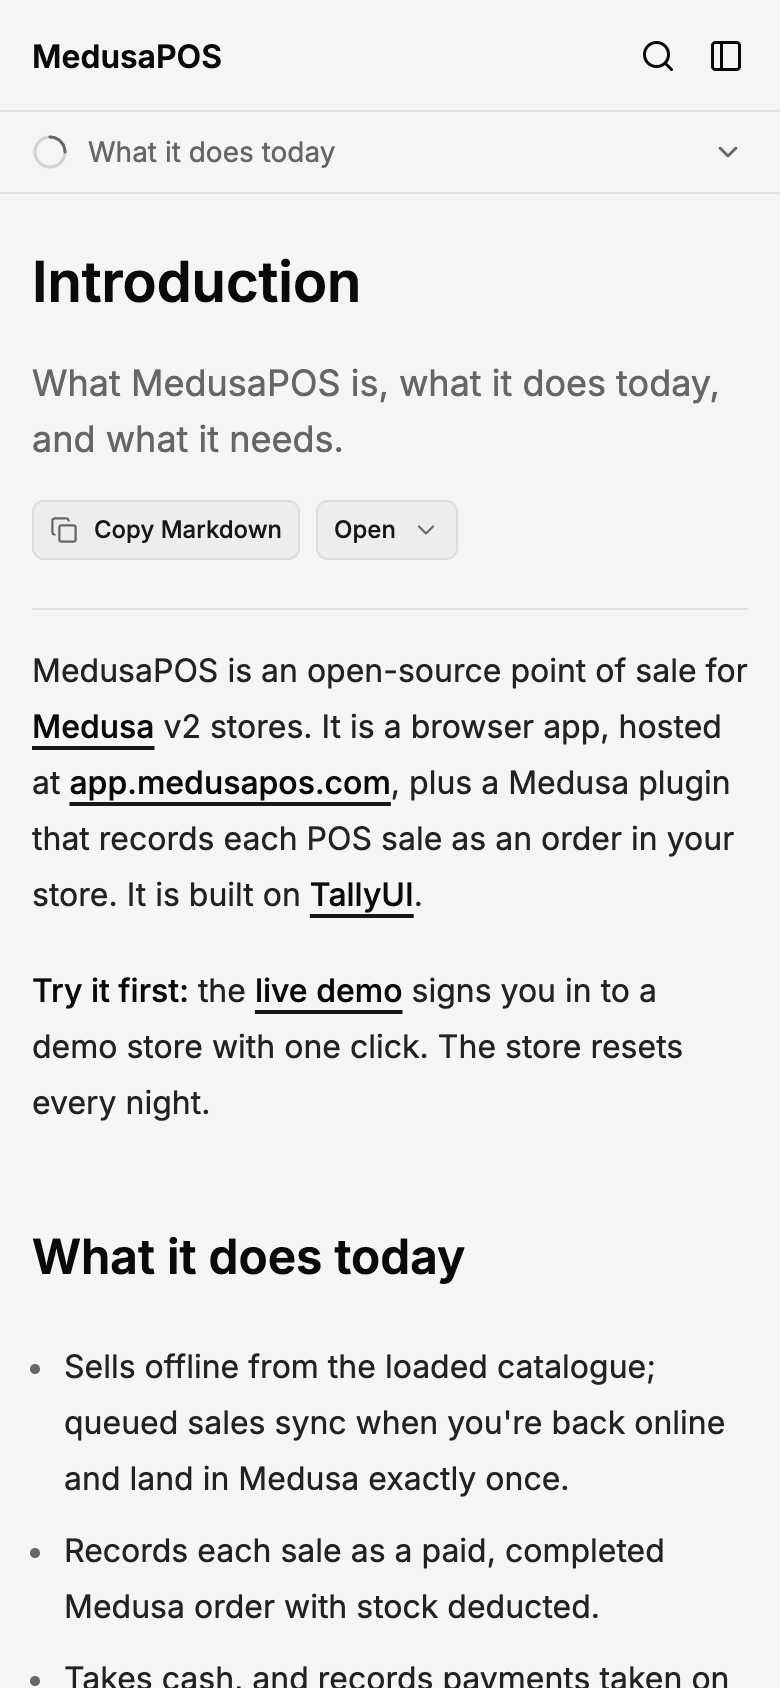 MedusaPOS
What it does today
Introduction
What MedusaPOS is, what it does today,
and what it needs.
Copy Markdown
Open
MedusaPOS is an open-source point of sale for
Medusa v2 stores. It is a browser app, hosted
at app.medusapos.com, plus a Medusa plugin
that records each POS sale as an order in your
store. It is built on TallyUI.
Try it first: the live demo signs you in to a
demo store with one click. The store resets
every night.
What it does today
Sells offline from the loaded catalogue;
queued sales sync when you're back online
and land in Medusa exactly once.
Records each sale as a paid, completed
Medusa order with stock deducted.
Takes cash, and records payments taken on